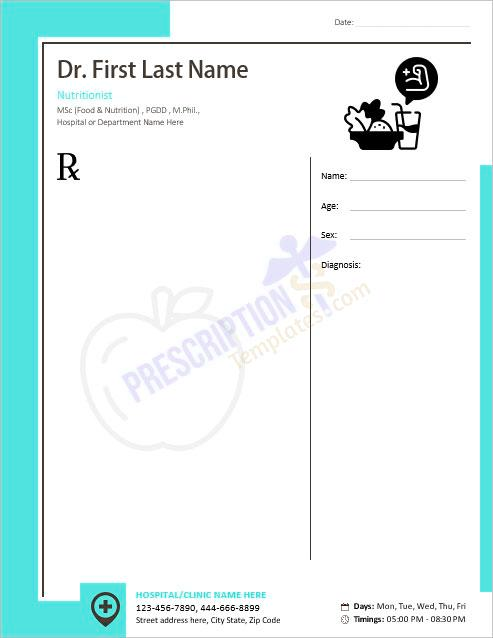 Date:
Dr. First Last Name
Nutritionist
MSc (Food & Nutrition) , PGDD , M.Phil.,
Hospital or Department Name Here
Rx
Name:
Age:
Sex:
Diagnosis:
PRESCRIPTION
Templates.com
HOSPITAL/CLINIC NAME HERE
123-456-7890, 444-666-8899
Street address here, City State, Zip Code
Days: Mon, Tue, Wed, Thu, Fri
Timings: 05:00 PM - 08:30 PM